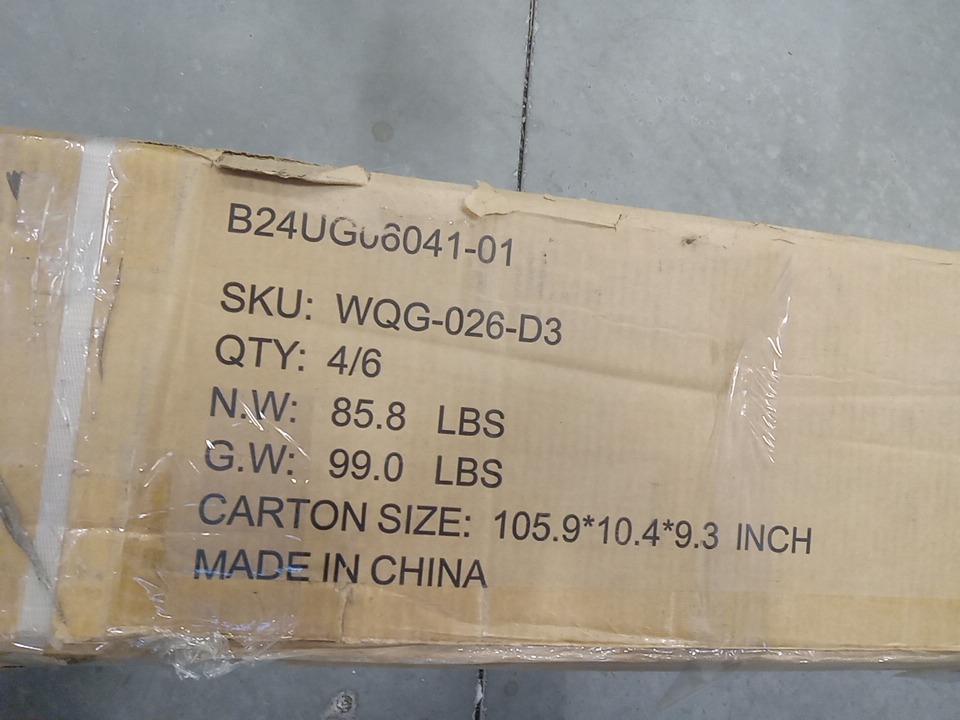 B24UG06041-01
SKU: WQG-026-D3
QTY: 4/6
N.W: 85.8 LBS
G.W: 99.0 LBS
CARTON SIZE: 105.9*10.4*9.3 INCH
MADE IN CHINA